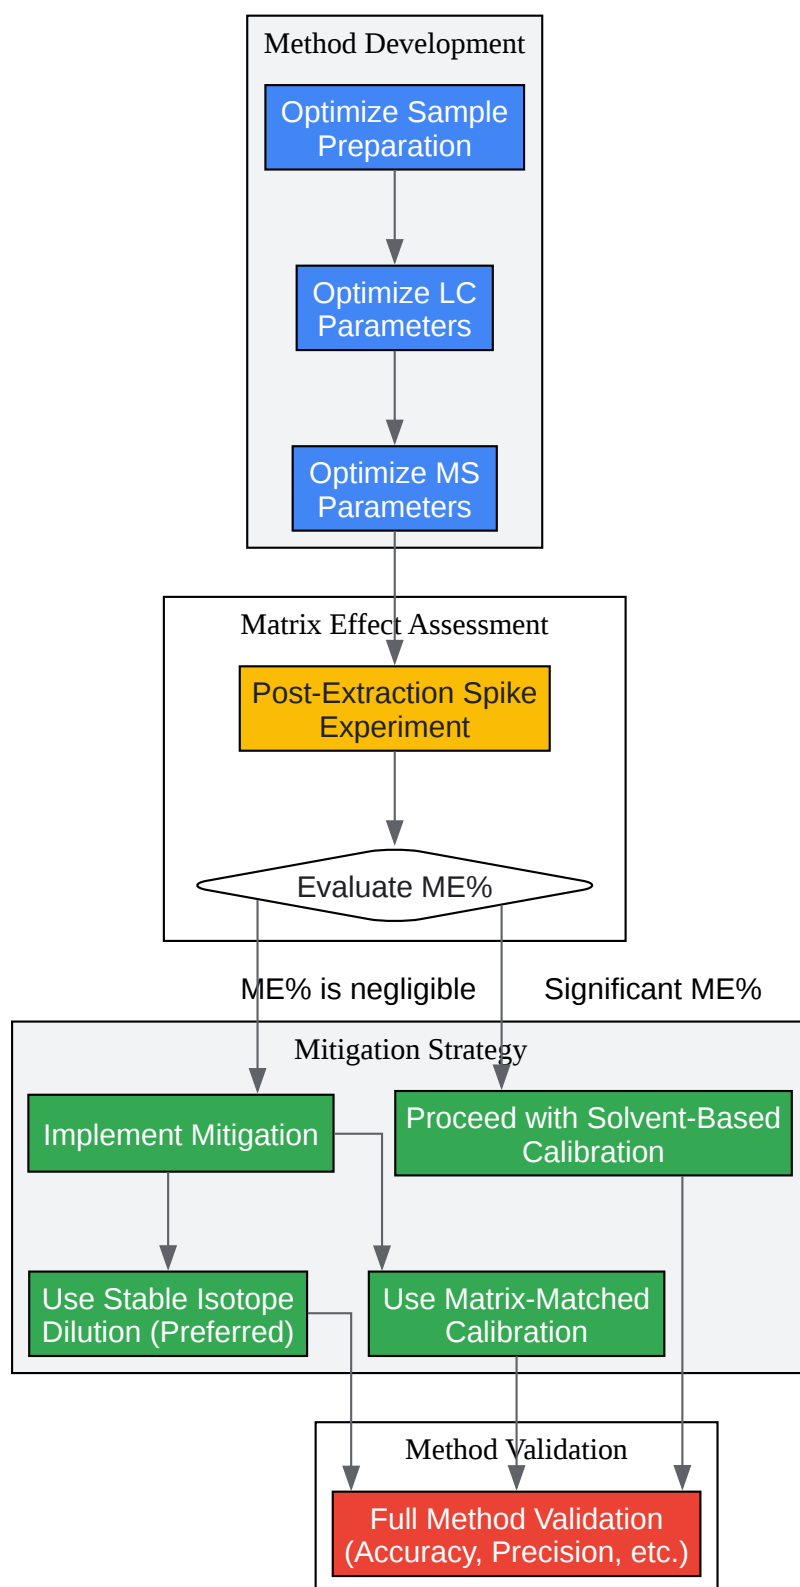 Method Development
Optimize Sample
Preparation
Optimize LC
Parameters
Optimize MS
Parameters
Matrix Effect Assessment
Post-Extraction Spike
Experiment
Evaluate ME%
ME% is negligible
Significant ME%
Mitigation Strategy
Implement Mitigation
Proceed with Solvent-Based
Calibration
Use Stable Isotope
Dilution (Preferred)
Use Matrix-Matched
Calibration
Method Validation
Full Method Validation
(Accuracy, Precision, etc.)